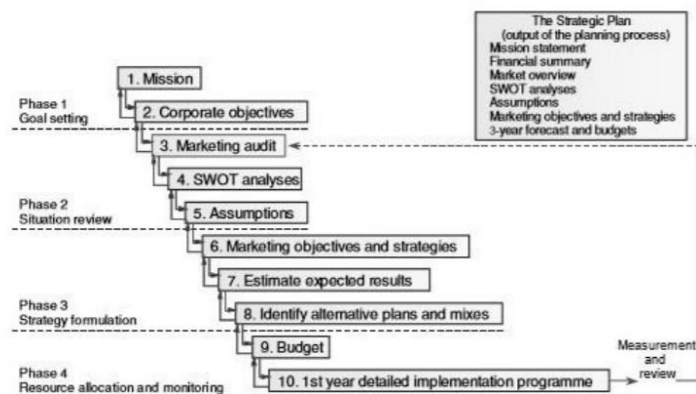 The Strategic Plan
(output of the planning process)
Mission statement
Financial summary
Market overview
SWOT analyses
Assumptions
Marketing objectives and strategies
3-year forecast and budgets
1. Mission
Phase 1
Goal setting
2. Corporate objectives
3. Marketing audit
4. SWOT analyses
Phase 2
Situation review
5. Assumptions
6. Marketing objectives and strategies
7. Estimate expected results
Phase 3
Strategy formulation
8. Identify alternative plans and mixes
9. Budget
Measurement
and
review
Phase 4
Resource allocation and monitoring
10. 1st year detailed implementation programme